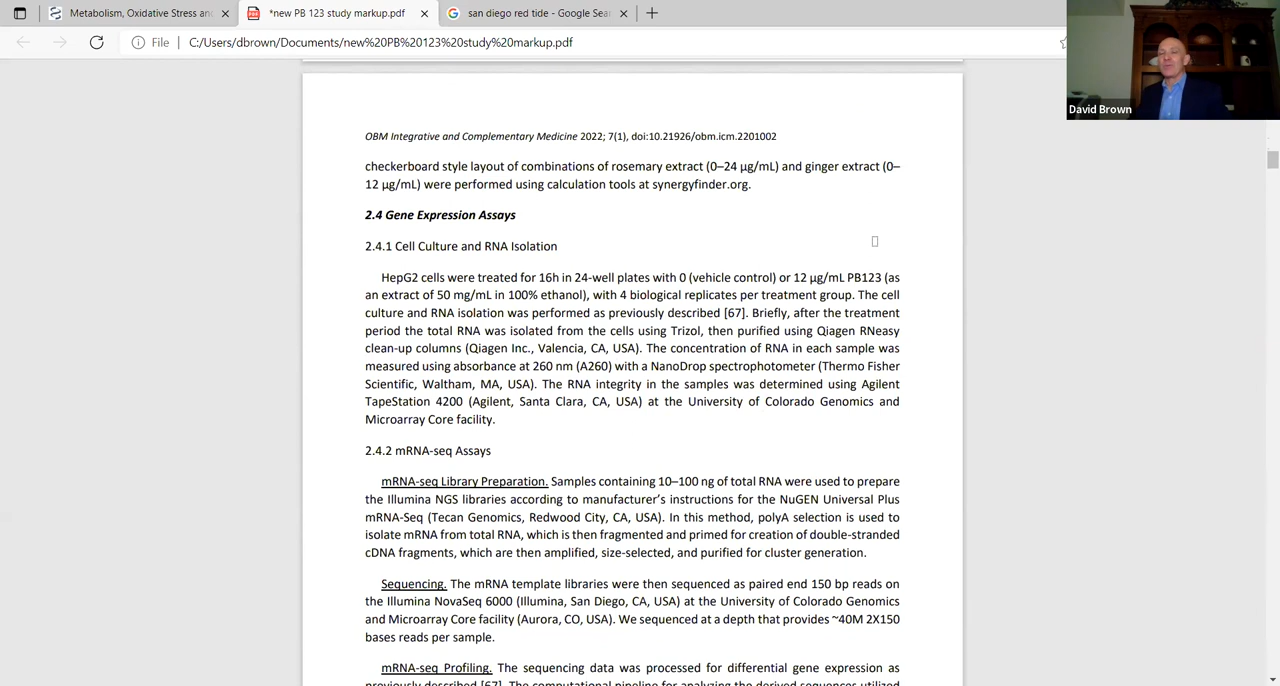 Metabolism, Oxidative Stress and
*new PB 123 study markup.pdf
san diego red tide - Google Sear
File
C:/Users/dbrown/Documents/new%20PB%20123%20study%20markup.pdf
David Brown
OBM Integrative and Complementary Medicine 2022; 7(1), doi:10.21926/obm.icm.2201002
checkerboard style layout of combinations of rosemary extract (0–24 µg/mL) and ginger extract (0–
12 µg/mL) were performed using calculation tools at synergyfinder.org.
2.4 Gene Expression Assays
2.4.1 Cell Culture and RNA Isolation
HepG2 cells were treated for 16h in 24-well plates with 0 (vehicle control) or 12 µg/mL PB123 (as
an extract of 50 mg/mL in 100% ethanol), with 4 biological replicates per treatment group. The cell
culture and RNA isolation was performed as previously described [67]. Briefly, after the treatment
period the total RNA was isolated from the cells using Trizol, then purified using Qiagen RNeasy
clean-up columns (Qiagen Inc., Valencia, CA, USA). The concentration of RNA in each sample was
measured using absorbance at 260 nm (A260) with a NanoDrop spectrophotometer (Thermo Fisher
Scientific, Waltham, MA, USA). The RNA integrity in the samples was determined using Agilent
TapeStation 4200 (Agilent, Santa Clara, CA, USA) at the University of Colorado Genomics and
Microarray Core facility.
2.4.2 mRNA-seq Assays
mRNA-seq Library Preparation. Samples containing 10–100 ng of total RNA were used to prepare
the Illumina NGS libraries according to manufacturer's instructions for the NuGEN Universal Plus
mRNA-Seq (Tecan Genomics, Redwood City, CA, USA). In this method, polyA selection is used to
isolate mRNA from total RNA, which is then fragmented and primed for creation of double-stranded
cDNA fragments, which are then amplified, size-selected, and purified for cluster generation.
Sequencing. The mRNA template libraries were then sequenced as paired end 150 bp reads on
the Illumina NovaSeq 6000 (Illumina, San Diego, CA, USA) at the University of Colorado Genomics
and Microarray Core facility (Aurora, CO, USA). We sequenced at a depth that provides ~40M 2X150
bases reads per sample.
mRNA-seq Profiling. The sequencing data was processed for differential gene expression as
previously described [67]. The computational pipeline for analyzing the derived sequences utilized